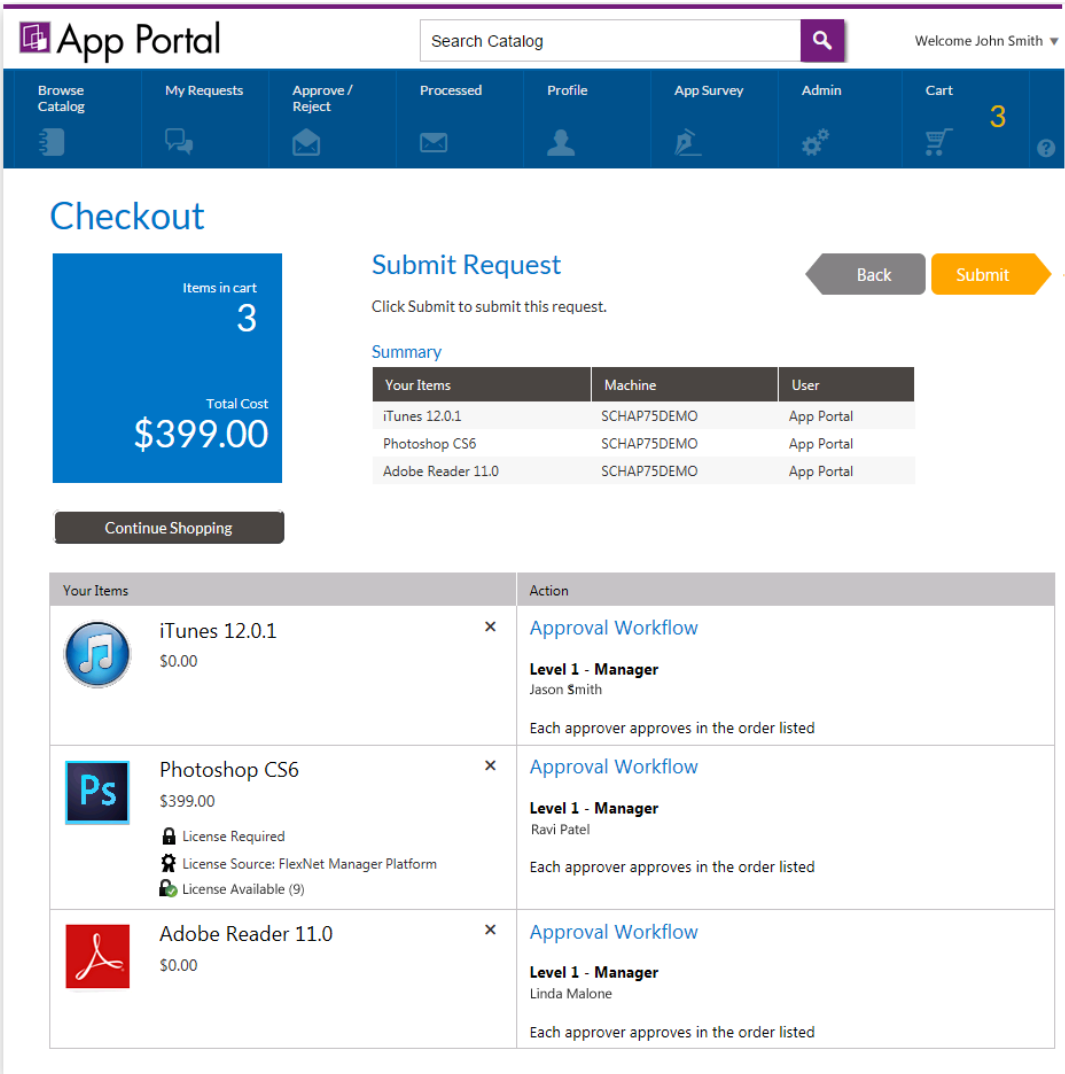 App Portal
Search Catalog
Welcome John Smith
Browse
Catalog
My Requests
Approve /
Reject
Processed
Profile
App Survey
Admin
Cart
3
Checkout
Items in cart
3
Total Cost
$399.00
Continue Shopping
Submit Request
Back
Submit
Click Submit to submit this request.
Summary
Your Items Machine User
iTunes 12.0.1 SCHAP75DEMO App Portal
Photoshop CS6 SCHAP75DEMO App Portal
Adobe Reader 11.0 SCHAP75DEMO App Portal
Your Items Action
iTunes 12.0.1
$0.00
Approval Workflow
Level 1 - Manager
Jason Smith
Each approver approves in the order listed
Ps
Photoshop CS6
$399.00
License Required
License Source: FlexNet Manager Platform
License Available (9)
Approval Workflow
Level 1 - Manager
Ravi Patel
Each approver approves in the order listed
Adobe Reader 11.0
$0.00
Approval Workflow
Level 1 - Manager
Linda Malone
Each approver approves in the order listed